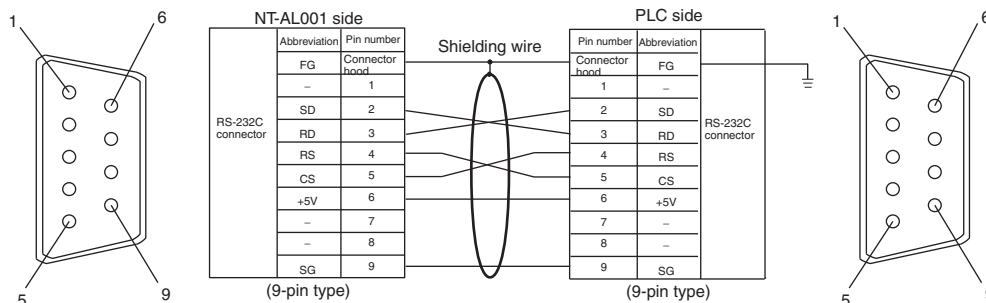 1
6
5
9
NT-AL001 side
Shielding wire
PLC side
RS-232C connector
Abbreviation Pin number
FG Connector hood
– 1
SD 2
RD 3
RS 4
CS 5
+5V 6
– 7
– 8
SG 9
(9-pin type)
Pin number Abbreviation
Connector hood FG
1 –
2 SD
3 RD
4 RS
5 CS
6 +5V
7 –
8 –
9 SG
RS-232C connector
(9-pin type)
1
6
5